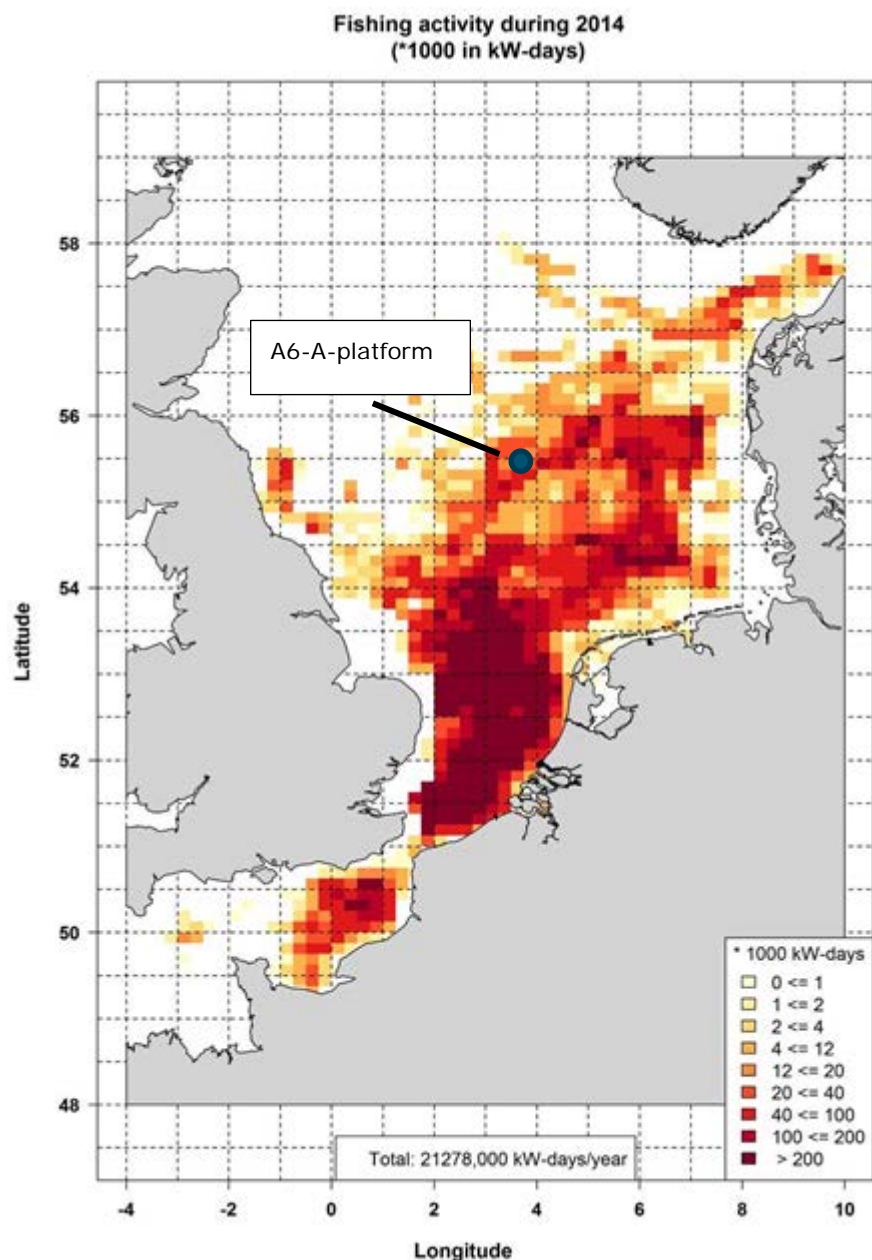 Fishing activity during 2014
(*1000 in kW-days)
A6-A-platform
58
56
54
52
50
48
Latitude
* 1000 kW-days
0 <= 1
1 <= 2
2 <= 4
4 <= 12
12 <= 20
20 <= 40
40 <= 100
100 <= 200
> 200
Total: 21278,000 kW-days/year
-4 -2 0 2 4 6 8 10
Longitude